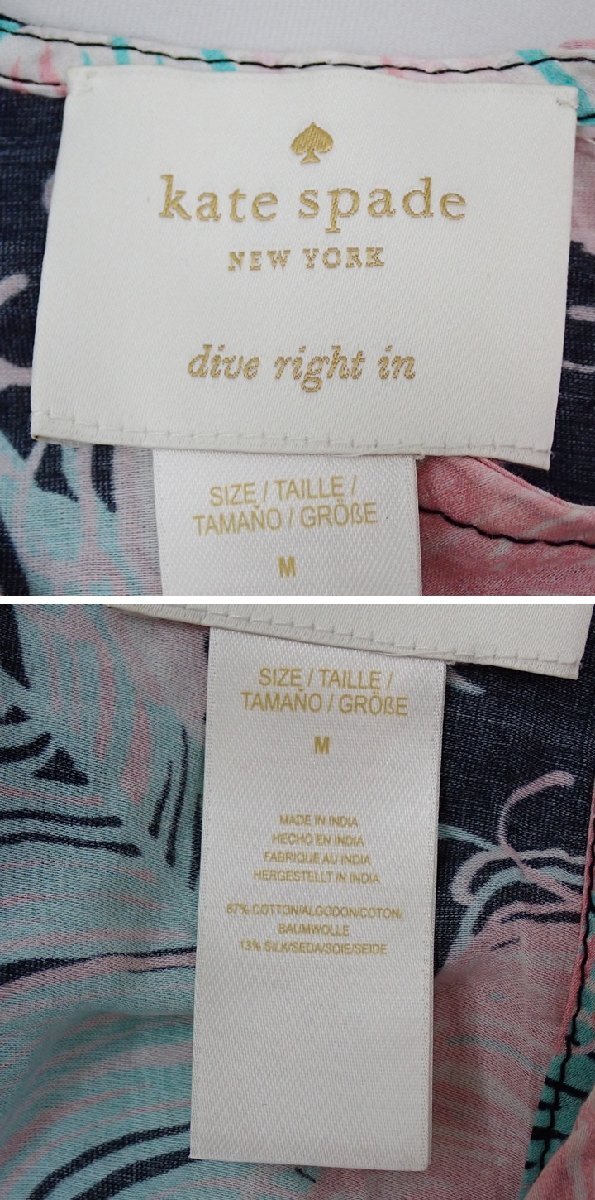 kate spade
NEW YORK
dive right in
SIZE / TAILLE /
TAMAÑO / GRÖßE
M
SIZE / TAILLE /
TAMAÑO / GRÖßE
M
MADE IN INDIA
HECHO EN INDIA
FABRIQUE AU INDIA
HERGESTELLT IN INDIA
87% COTTON/ALGODON/COTON/
BAUMWOLLE
13% SILK/SEDA/SOIE/SEIDE